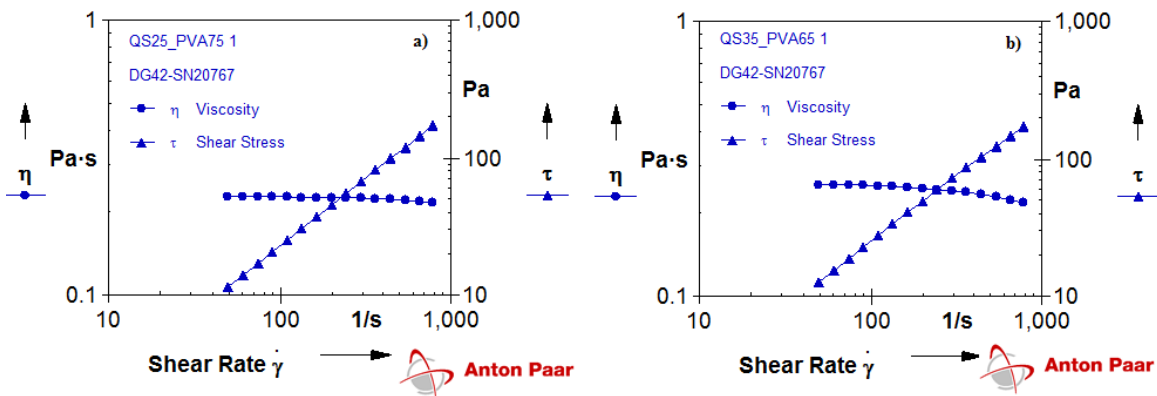 1
1,000
QS25_PVA75 1
a)
DG42-SN20767
Pa
η Viscosity
τ Shear Stress
Pa·s
100
η
τ
0.1
10
10
100
1/s
1,000
Shear Rate γ̇
Anton Paar
1
1,000
QS35_PVA65 1
b)
DG42-SN20767
Pa
η Viscosity
τ Shear Stress
Pa·s
100
η
τ
0.1
10
10
100
1/s
1,000
Shear Rate γ̇
Anton Paar